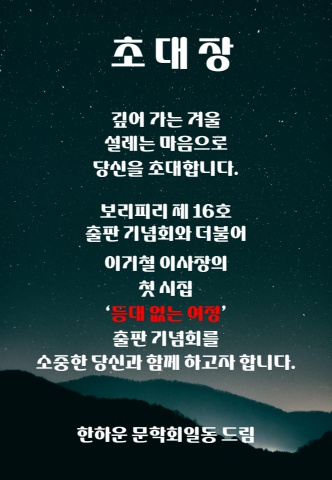 초 대 장
깊어 가는 겨울
설레는 마음으로
당신을 초대합니다.
보리피리 제 16호
출판 기념회와 더불어
이기철 이사장의
첫 시집
‘등대 없는 여정’
출판 기념회를
소중한 당신과 함께 하고자 합니다.
한하운 문학회일동 드림